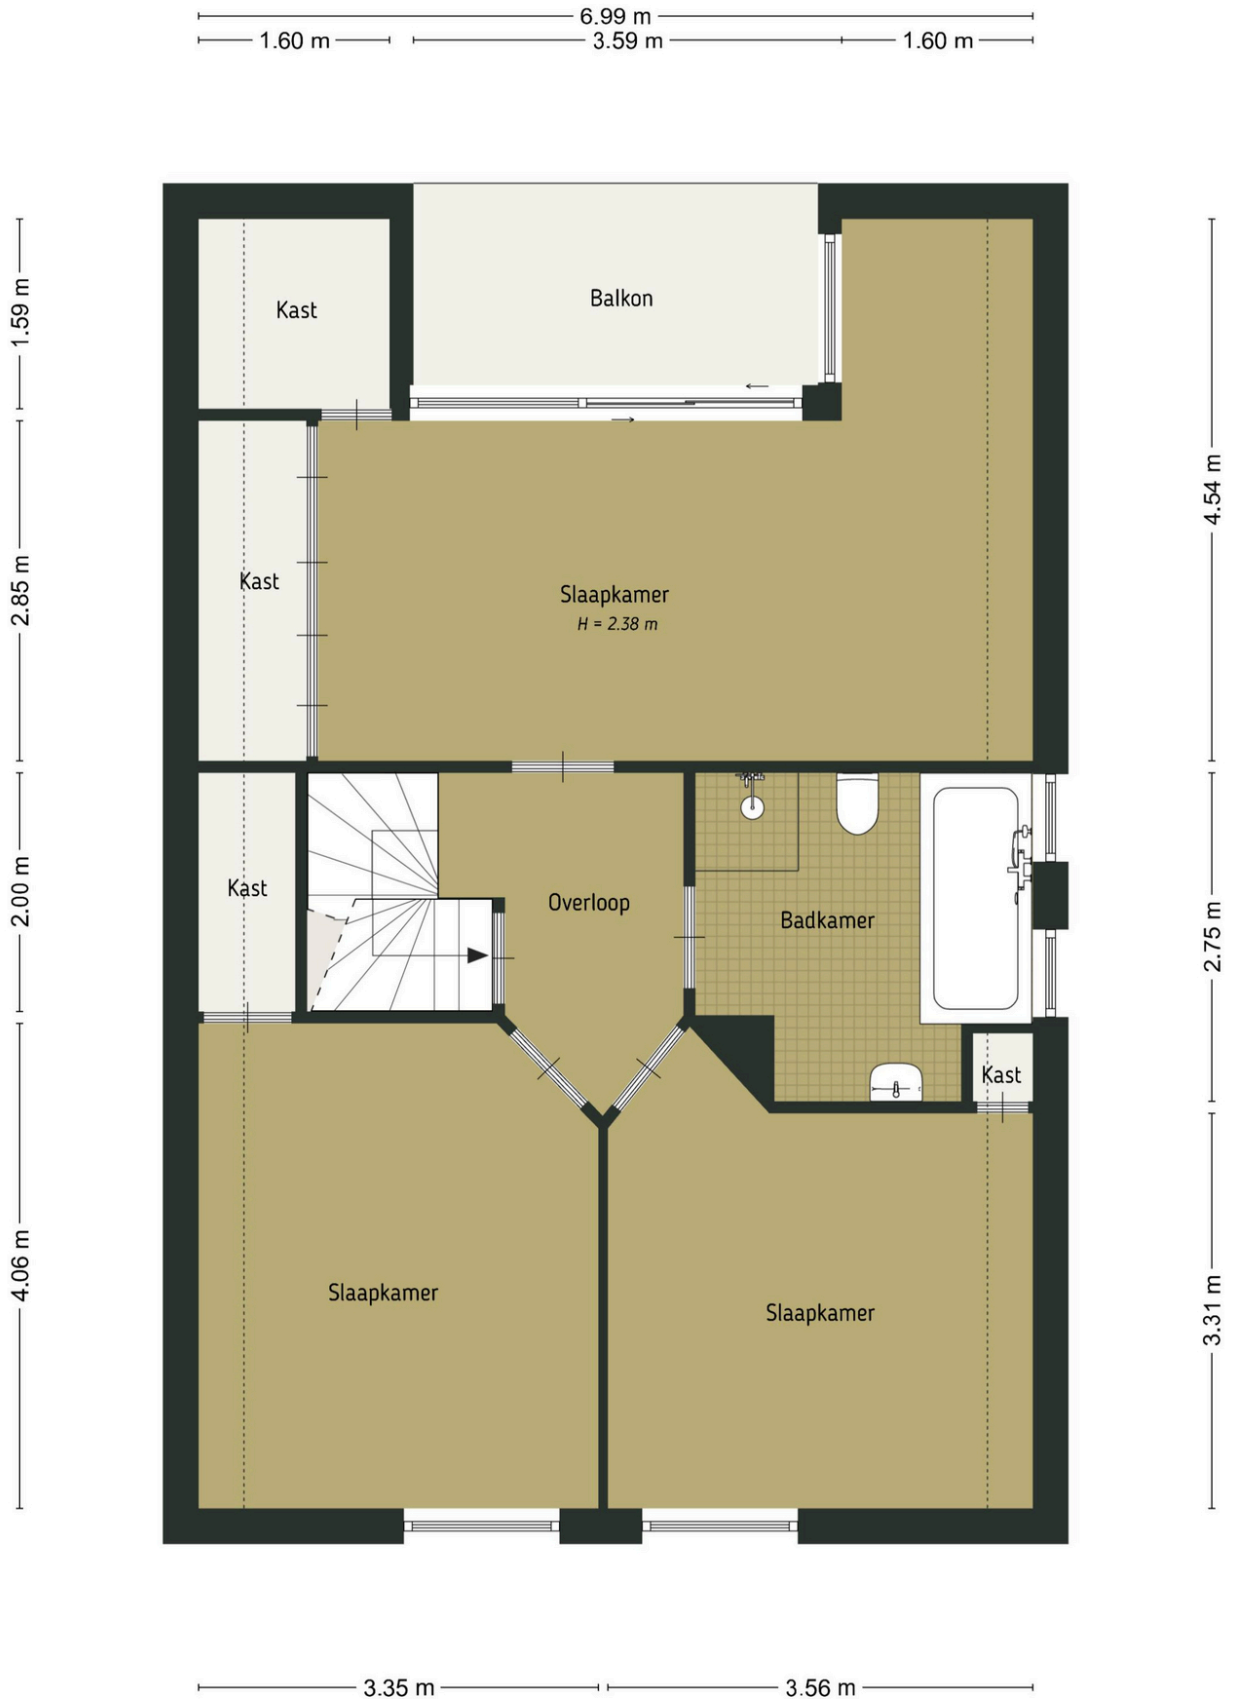 6.99 m
1.60 m
3.59 m
1.60 m
1.59 m
Kast
Balkon
4.54 m
2.85 m
Kast
Slaapkamer
H = 2.38 m
2.00 m
Kast
Overloop
Badkamer
2.75 m
Kast
4.06 m
Slaapkamer
Slaapkamer
3.31 m
3.35 m
3.56 m